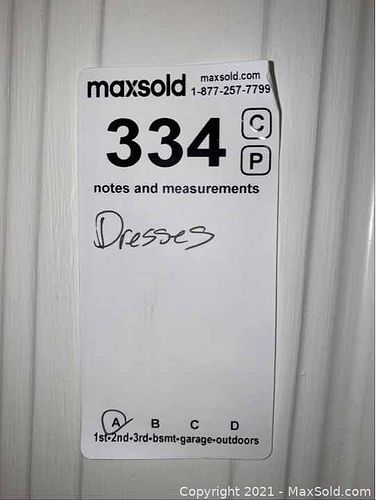 maxsold maxsold.com
1-877-257-7799
334 C
P
notes and measurements
Dresses
A B C D
1st-2nd-3rd-bsmt-garage-outdoors
Copyright 2021 - MaxSold.com